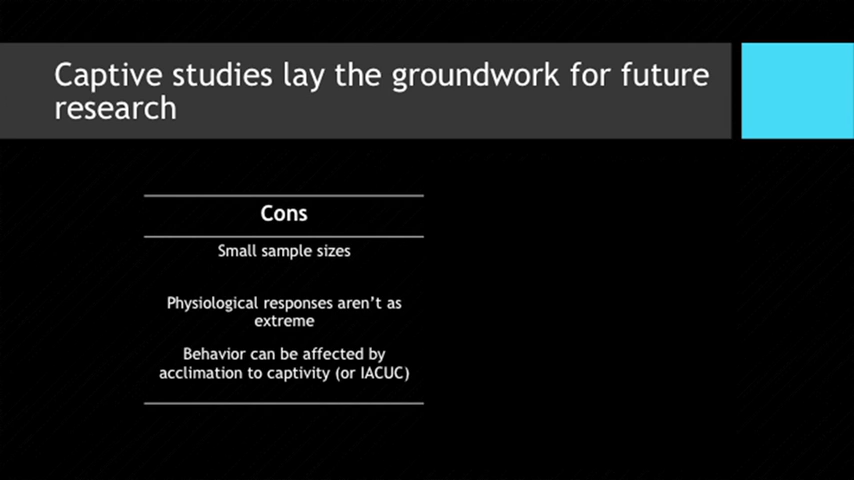 Captive studies lay the groundwork for future
research
Cons
Small sample sizes
Physiological responses aren't as
extreme
Behavior can be affected by
acclimation to captivity (or IACUC)